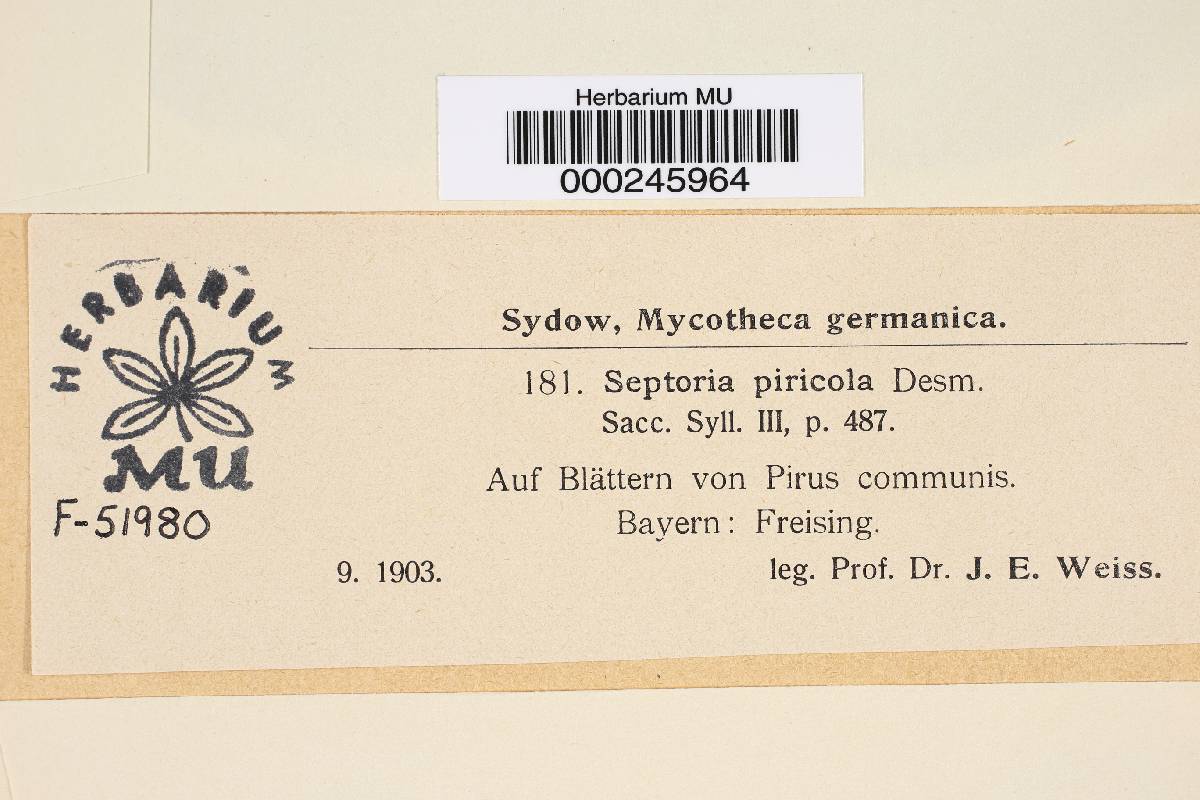 Herbarium MU
000245964
HERBARIUM
MU
F-51980
Sydow, Mycotheca germanica.
181. Septoria piricola Desm.
Sacc. Syll. III, p. 487.
Auf Blättern von Pirus communis.
Bayern: Freising.
9. 1903. leg. Prof. Dr. J. E. Weiss.